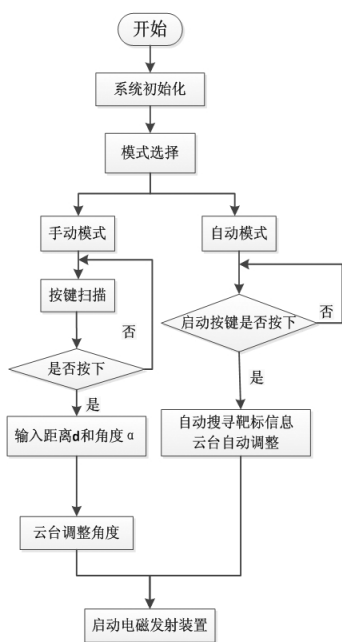 开始
系统初始化
模式选择
手动模式
自动模式
按键扫描
否
是否按下
是
输入距离d和角度α
云台调整角度
启动按键是否按下
否
是
自动搜寻靶标信息
云台自动调整
启动电磁发射装置